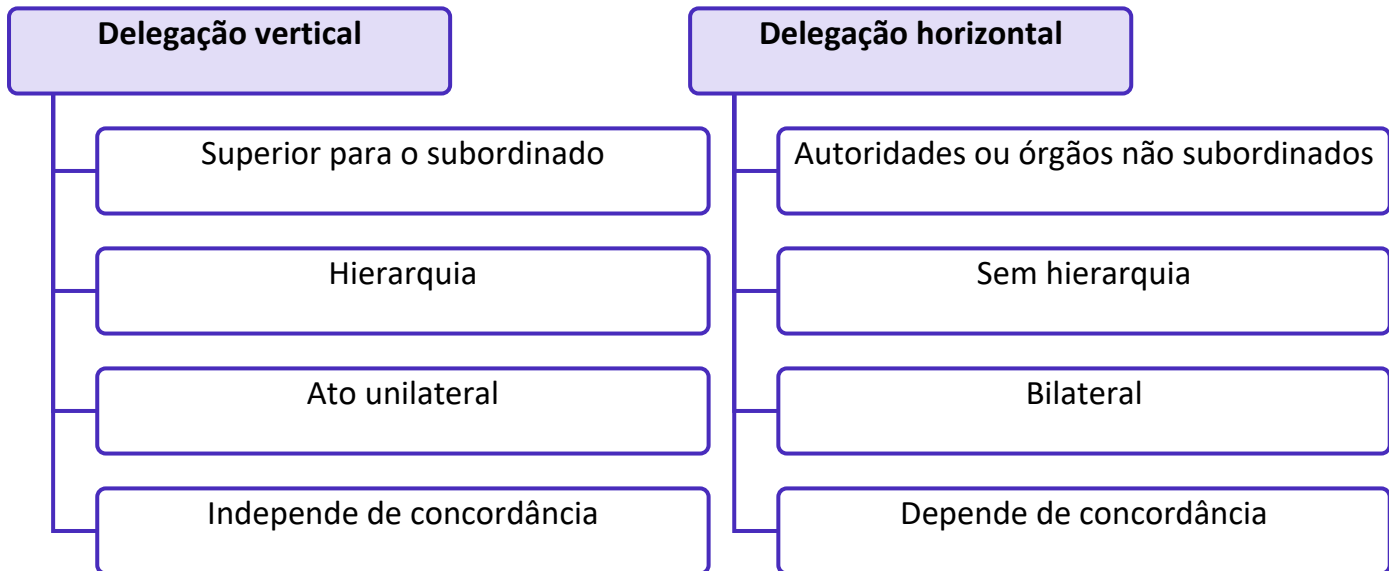 Delegação vertical
Superior para o subordinado
Hierarquia
Ato unilateral
Independe de concordância
Delegação horizontal
Autoridades ou órgãos não subordinados
Sem hierarquia
Bilateral
Depende de concordância